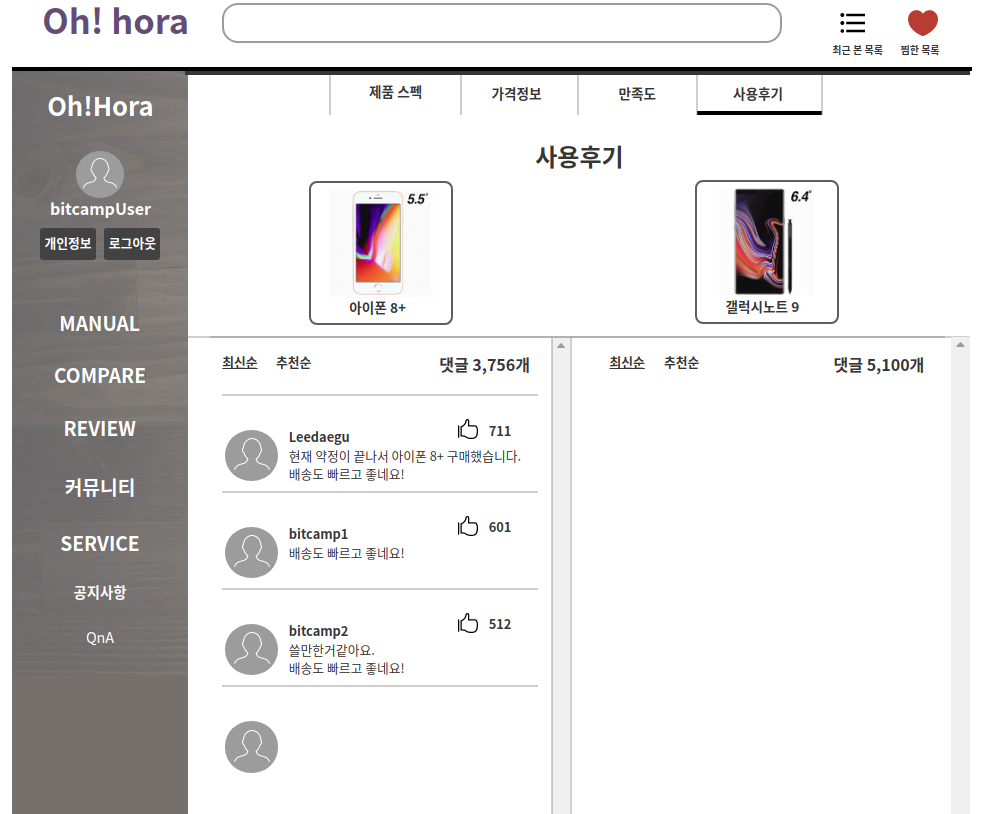 Oh! hora
최근 본 목록
찜한 목록
Oh!Hora
bitcampUser
개인정보
로그아웃
MANUAL
COMPARE
REVIEW
커뮤니티
SERVICE
공지사항
QnA
제품 스펙
가격정보
만족도
사용후기
사용후기
5.5"
아이폰 8+
6.4"
갤럭시노트 9
최신순
추천순
댓글 3,756개
Leedaegu
711
현재 약정이 끝나서 아이폰 8+ 구매했습니다.
배송도 빠르고 좋네요!
bitcamp1
601
배송도 빠르고 좋네요!
bitcamp2
512
쓸만한거같아요.
배송도 빠르고 좋네요!
최신순
추천순
댓글 5,100개